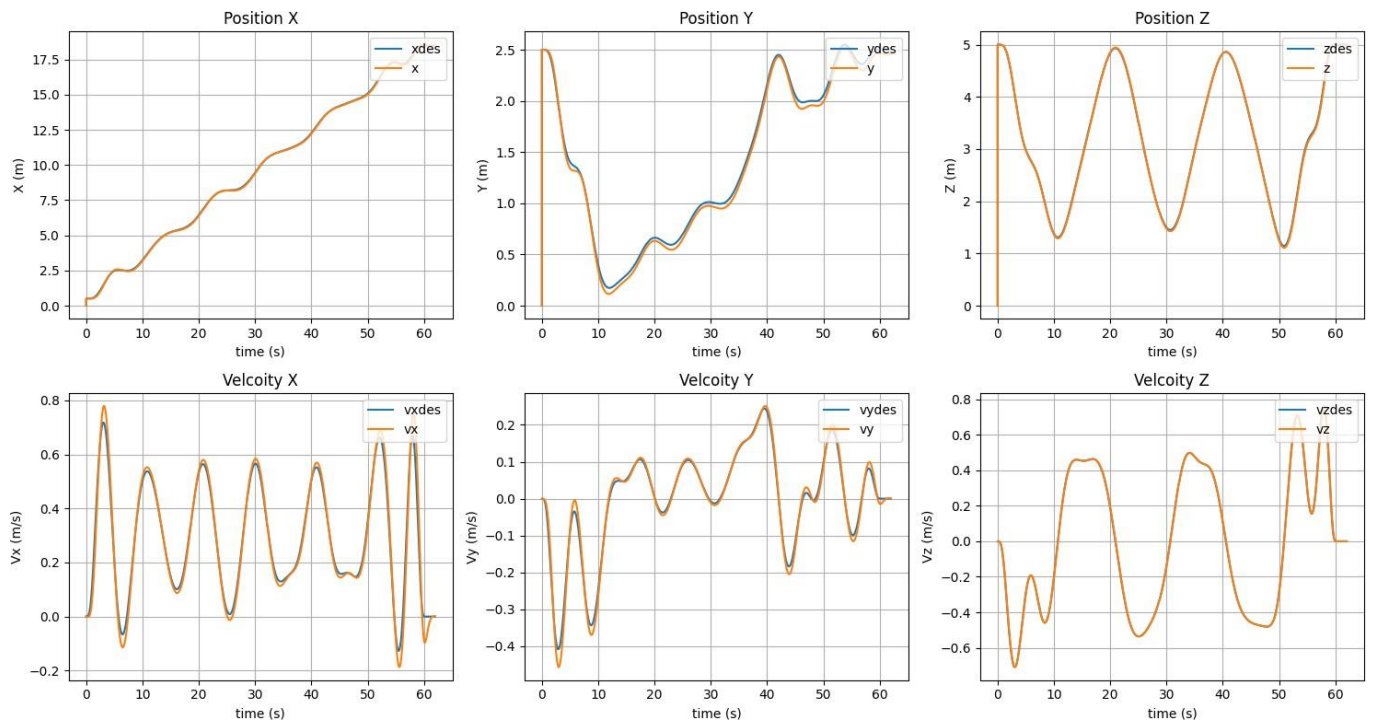 Position X
Position Y
Position Z
xdes
x
ydes
y
zdes
z
X (m)
17.5
15.0
12.5
10.0
7.5
5.0
2.5
0.0
Y (m)
2.5
2.0
1.5
1.0
0.5
0.0
Z (m)
5
4
3
2
1
0
0 10 20 30 40 50 60
0 10 20 30 40 50 60
0 10 20 30 40 50 60
time (s)
time (s)
time (s)
Velcoity X
Velcoity Y
Velcoity Z
vxdes
vx
vydes
vy
vzdes
vz
Vx (m/s)
0.8
0.6
0.4
0.2
0.0
−0.2
Vy (m/s)
0.2
0.1
0.0
−0.1
−0.2
−0.3
−0.4
Vz (m/s)
0.8
0.6
0.4
0.2
0.0
−0.2
−0.4
−0.6
0 10 20 30 40 50 60
0 10 20 30 40 50 60
0 10 20 30 40 50 60
time (s)
time (s)
time (s)